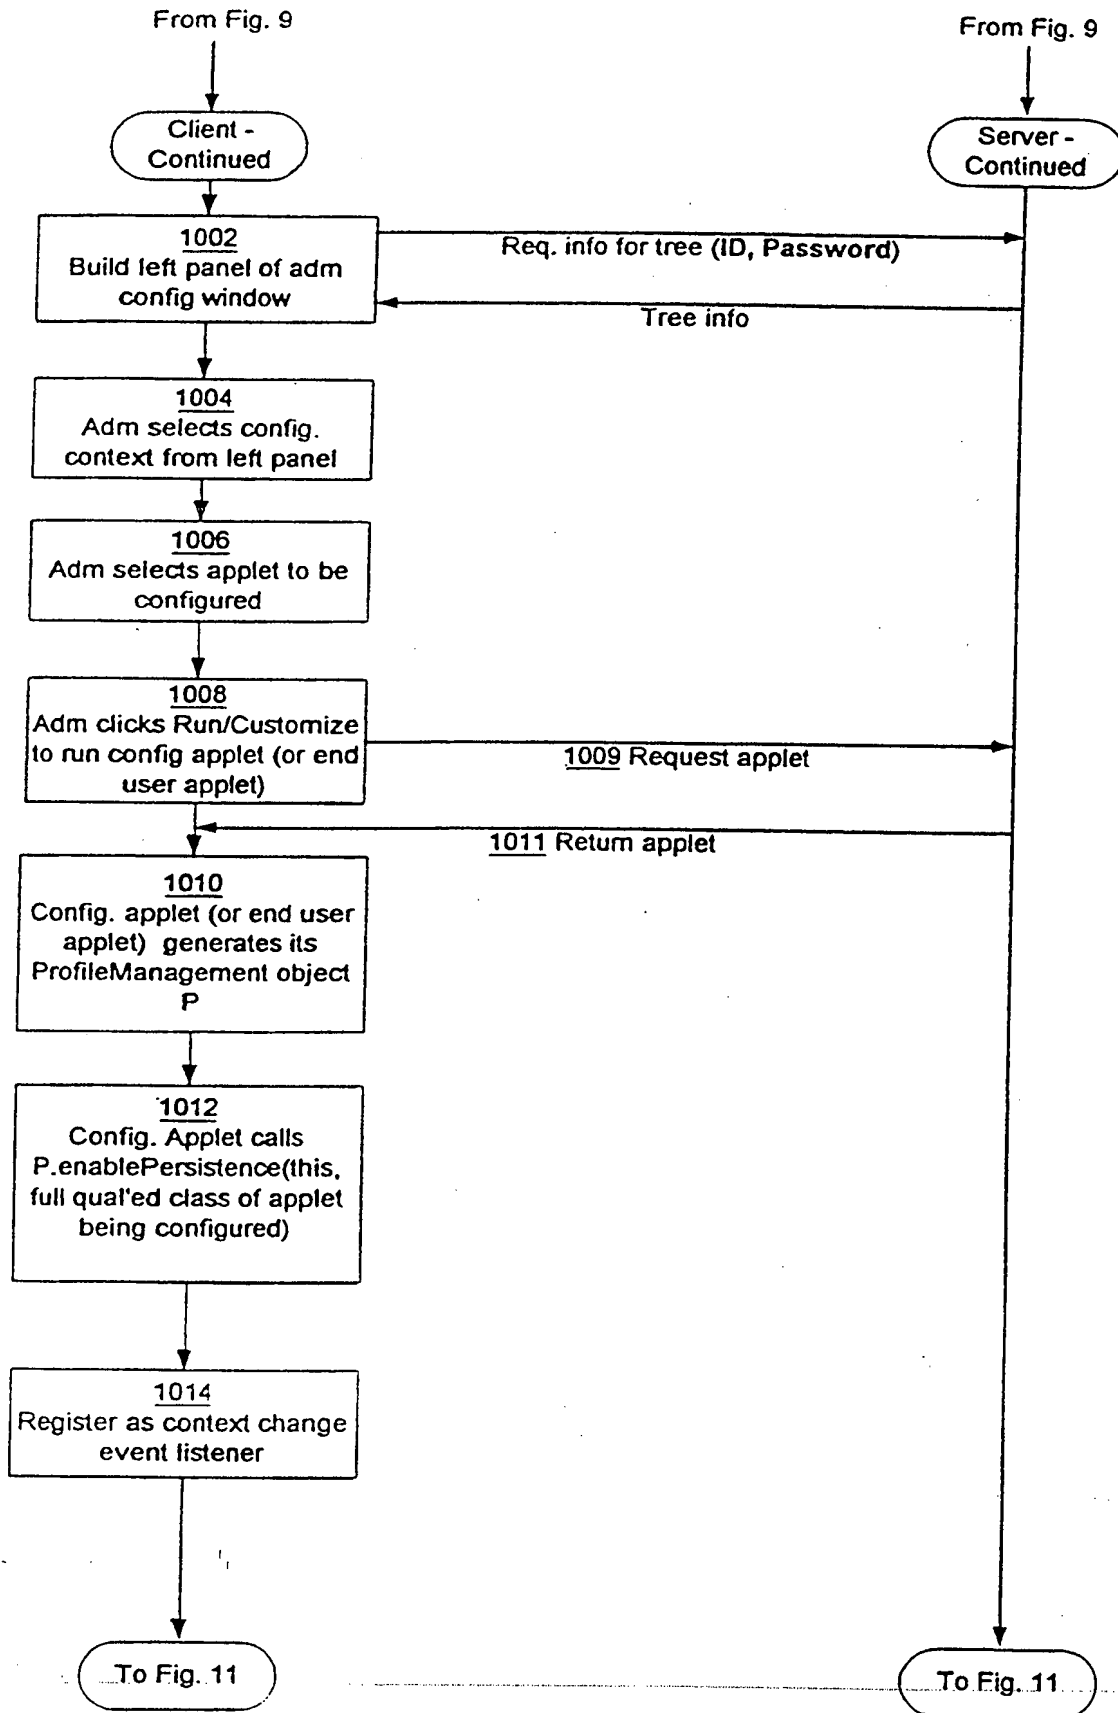 From Fig. 9
From Fig. 9
Client -
Continued
Server -
Continued
1002
Build left panel of adm
config window
Req. info for tree (ID, Password)
Tree info
1004
Adm selects config.
context from left panel
1006
Adm selects applet to be
configured
1008
Adm clicks Run/Customize
to run config applet (or end
user applet)
1009 Request applet
1011 Return applet
1010
Config. applet (or end user
applet) generates its
ProfileManagement object
P
1012
Config. Applet calls
P.enablePersistence(this,
full qual'ed class of applet
being configured)
1014
Register as context change
event listener
To Fig. 11
To Fig. 11